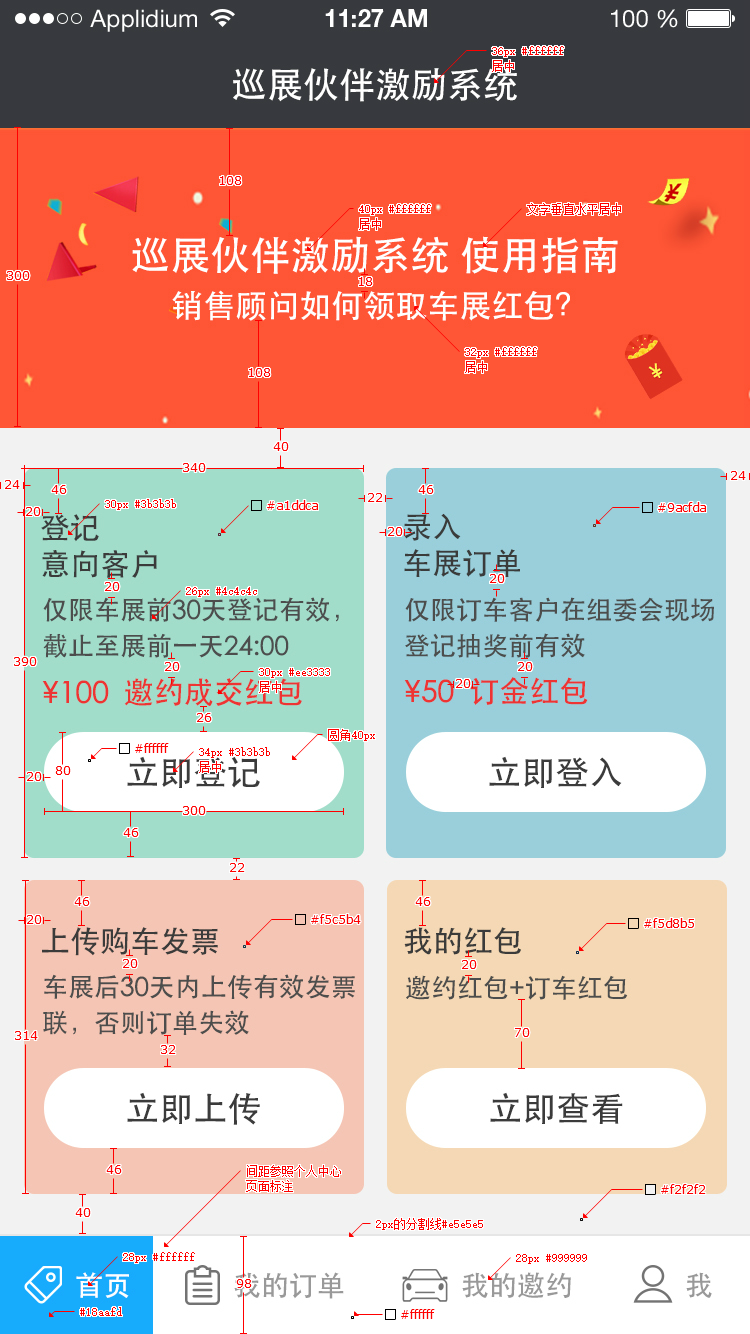 Applidium 11:27 AM 100 %
36px #ffffff
居中
巡展伙伴激励系统
108
40px #ffffff
居中
文字垂直水平居中
¥
巡展伙伴激励系统 使用指南
300
18
销售顾问如何领取车展红包?
32px #ffffff
居中
108
¥
40
340
24
46
30px #3b3b3b
#a1ddca
22
46
#9acfda
24
20
登记
意向客户
20
录入
车展订单
20
26px #4c4c4c
20
仅限车展前30天登记有效，
截止至展前一天24:00
仅限订车客户在组委会现场
登记抽奖前有效
390
20
30px #ee3333
居中
20
¥100 邀约成交红包
20
¥50 订金红包
26
圆角40px
#ffffff
34px #3b3b3b
居中
80
20
立即登记
立即登入
300
46
22
46
46
20
#f5c5b4
#f5d8b5
上传购车发票
我的红包
20
20
车展后30天内上传有效发票
联，否则订单失效
邀约红包+订车红包
314
32
70
立即上传
立即查看
46
间距参照个人中心
页面标注
#f2f2f2
40
2px的分割线#e5e5e5
28px #ffffff
28px #999999
首页
98
我的订单
我的邀约
我
#18aafd
#ffffff